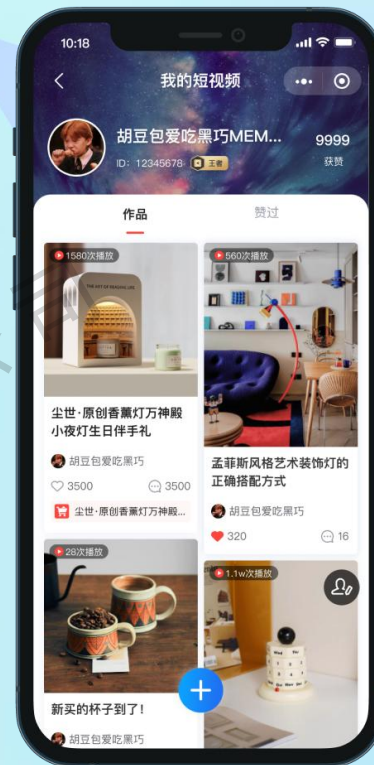 10:18
我的短视频
胡豆包爱吃黑巧MEM...
ID: 12345678
王者
9999
获赞
作品
赞过
1580次播放
THE ART OF READING LIFE
尘世·原创香薰灯万神殿
小夜灯生日伴手礼
胡豆包爱吃黑巧
3500
3500
尘世·原创香薰灯万神殿...
560次播放
孟菲斯风格艺术装饰灯的
正确搭配方式
胡豆包爱吃黑巧
320
16
28次播放
新买的杯子到了!
胡豆包爱吃黑巧
1.1w次播放